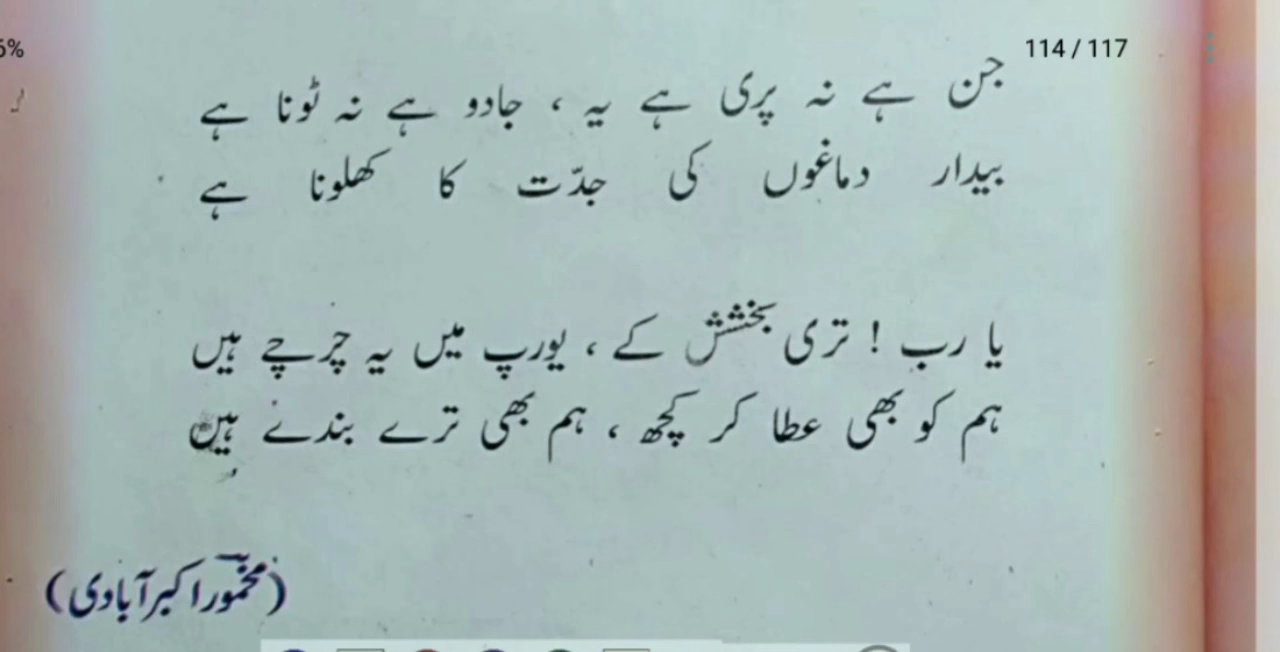 114 / 117
جن ہے نہ پری ہے یہ ، جادو ہے نہ ٹونا ہے
بیدار دماغوں کی جدّت کا کھلونا ہے
یا رب ! تری بخشش کے ، یورپ میں یہ چرچے ہیں
ہم کو بھی عطا کر کچھ ، ہم بھی ترے بندے ہیں
(مخمورؔ اکبرآبادی)